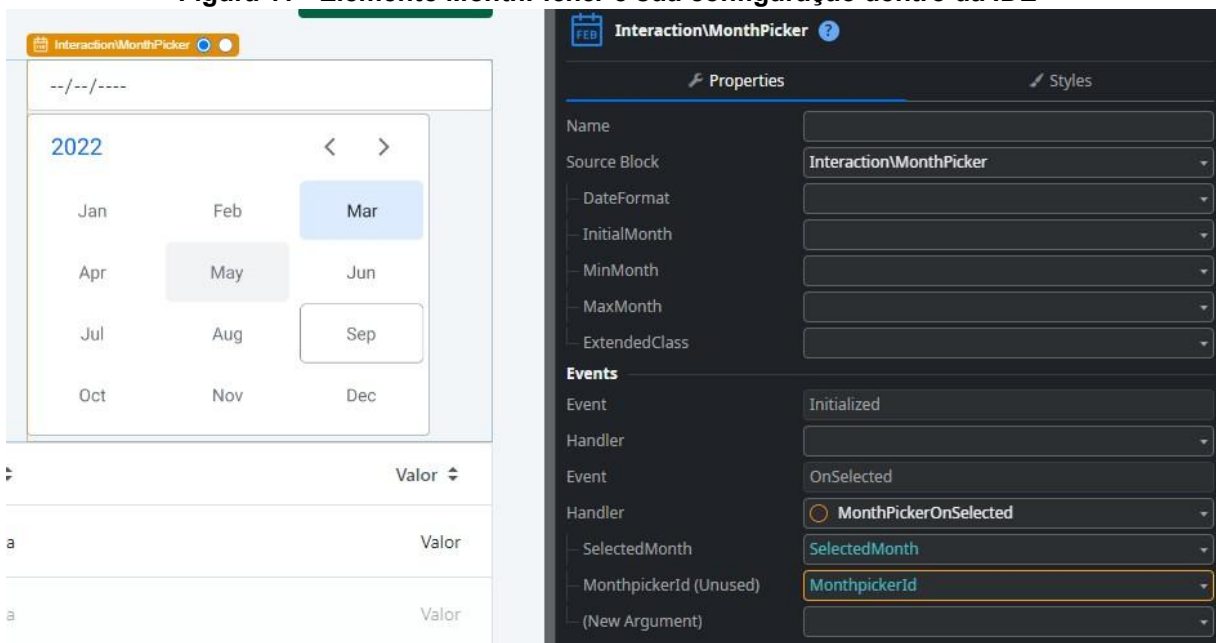 Interaction\MonthPicker
--/--/----
2022 < >
Jan Feb Mar
Apr May Jun
Jul Aug Sep
Oct Nov Dec
Valor
a Valor
a Valor
FEB Interaction\MonthPicker ?
Properties Styles
Name
Source Block Interaction\MonthPicker
DateFormat
InitialMonth
MinMonth
MaxMonth
ExtendedClass
Events
Event Initialized
Handler
Event OnSelected
Handler MonthPickerOnSelected
SelectedMonth SelectedMonth
MonthpickerId (Unused) MonthpickerId
(New Argument)